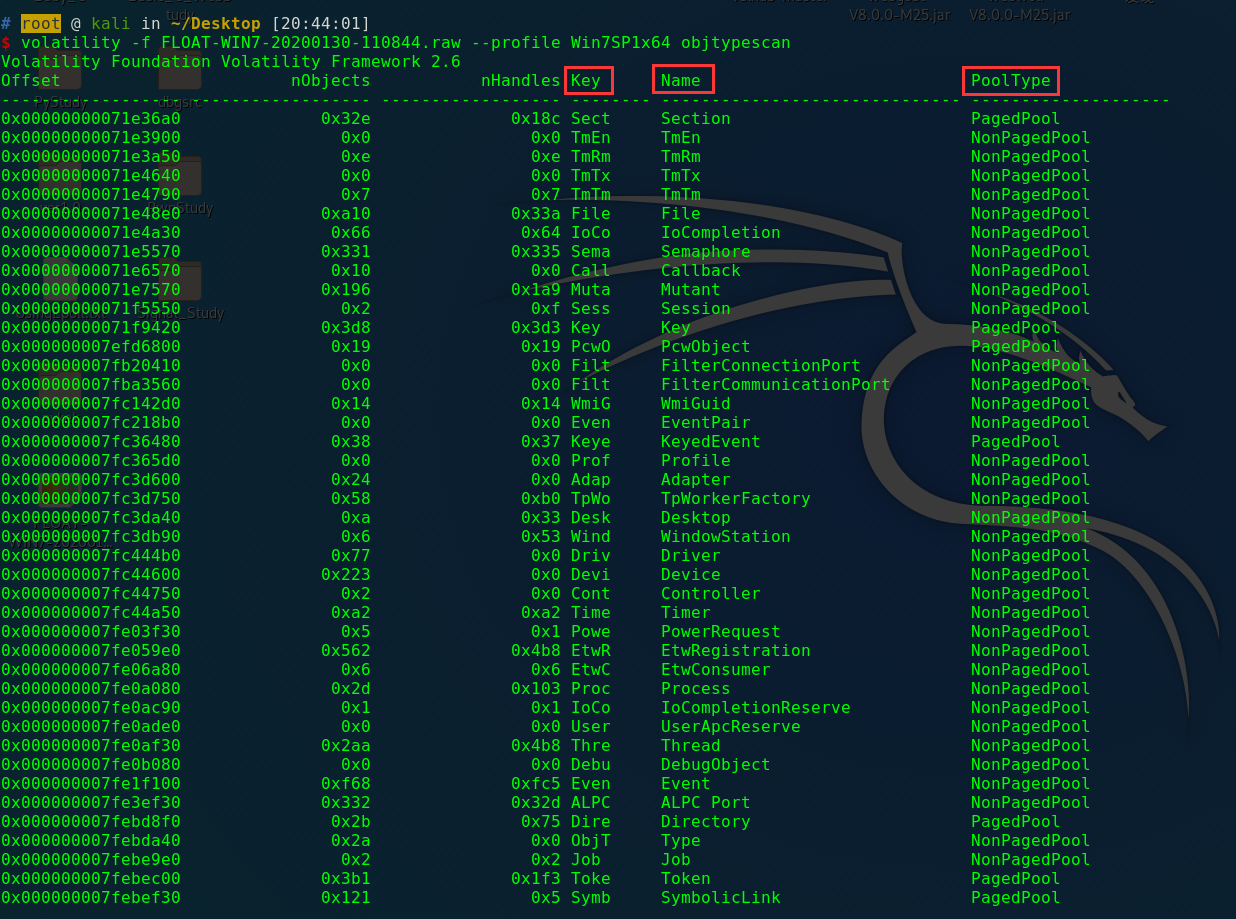 V8.0.0-M25.jar V8.0.0-M25.jar
# root @ kali in ~/Desktop [20:44:01]
$ volatility -f FLOAT-WIN7-20200130-110844.raw --profile Win7SP1x64 objtypescan
Volatility Foundation Volatility Framework 2.6
Offset nObjects nHandles Key Name PoolType
0x00000000071e36a0 0x32e 0x18c Sect Section PagedPool
0x00000000071e3900 0x0 0x0 TmEn TmEn NonPagedPool
0x00000000071e3a50 0xe 0xe TmRm TmRm NonPagedPool
0x00000000071e4640 0x0 0x0 TmTx TmTx NonPagedPool
0x00000000071e4790 0x7 0x7 TmTm TmTm NonPagedPool
0x00000000071e48e0 0xa10 0x33a File File NonPagedPool
0x00000000071e4a30 0x66 0x64 IoCo IoCompletion NonPagedPool
0x00000000071e5570 0x331 0x335 Sema Semaphore NonPagedPool
0x00000000071e6570 0x10 0x0 Call Callback NonPagedPool
0x00000000071e7570 0x196 0x1a9 Muta Mutant NonPagedPool
0x00000000071f5550 0x2 0xf Sess Session NonPagedPool
0x00000000071f9420 0x3d8 0x3d3 Key Key PagedPool
0x000000007efd6800 0x19 0x19 PcwO PcwObject PagedPool
0x000000007fb20410 0x0 0x0 Filt FilterConnectionPort NonPagedPool
0x000000007fba3560 0x0 0x0 Filt FilterCommunicationPort NonPagedPool
0x000000007fc142d0 0x14 0x14 WmiG WmiGuid NonPagedPool
0x000000007fc218b0 0x0 0x0 Even EventPair NonPagedPool
0x000000007fc36480 0x38 0x37 Keye KeyedEvent PagedPool
0x000000007fc365d0 0x0 0x0 Prof Profile NonPagedPool
0x000000007fc3d600 0x24 0x0 Adap Adapter NonPagedPool
0x000000007fc3d750 0x58 0xb0 TpWo TpWorkerFactory NonPagedPool
0x000000007fc3da40 0xa 0x33 Desk Desktop NonPagedPool
0x000000007fc3db90 0x6 0x53 Wind WindowStation NonPagedPool
0x000000007fc444b0 0x77 0x0 Driv Driver NonPagedPool
0x000000007fc44600 0x223 0x0 Devi Device NonPagedPool
0x000000007fc44750 0x2 0x0 Cont Controller NonPagedPool
0x000000007fc44a50 0xa2 0xa2 Time Timer NonPagedPool
0x000000007fe03f30 0x5 0x1 Powe PowerRequest NonPagedPool
0x000000007fe059e0 0x562 0x4b8 EtwR EtwRegistration NonPagedPool
0x000000007fe06a80 0x6 0x6 EtwC EtwConsumer NonPagedPool
0x000000007fe0a080 0x2d 0x103 Proc Process NonPagedPool
0x000000007fe0ac90 0x1 0x1 IoCo IoCompletionReserve NonPagedPool
0x000000007fe0ade0 0x0 0x0 User UserApcReserve NonPagedPool
0x000000007fe0af30 0x2aa 0x4b8 Thre Thread NonPagedPool
0x000000007fe0b080 0x0 0x0 Debu DebugObject NonPagedPool
0x000000007fe1f100 0xf68 0xfc5 Even Event NonPagedPool
0x000000007fe3ef30 0x332 0x32d ALPC ALPC Port NonPagedPool
0x000000007febd8f0 0x2b 0x75 Dire Directory PagedPool
0x000000007febda40 0x2a 0x0 ObjT Type NonPagedPool
0x000000007febe9e0 0x2 0x2 Job Job NonPagedPool
0x000000007febec00 0x3b1 0x1f3 Toke Token PagedPool
0x000000007febef30 0x121 0x5 Symb SymbolicLink PagedPool